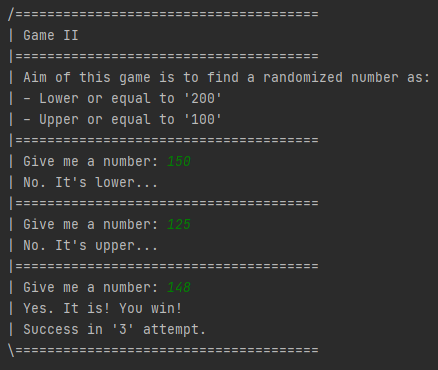 /======================================
| Game II
|======================================
| Aim of this game is to find a randomized number as:
| - Lower or equal to '200'
| - Upper or equal to '100'
|======================================
| Give me a number: 150
| No. It's lower...
|======================================
| Give me a number: 125
| No. It's upper...
|======================================
| Give me a number: 148
| Yes. It is! You win!
| Success in '3' attempt.
\======================================